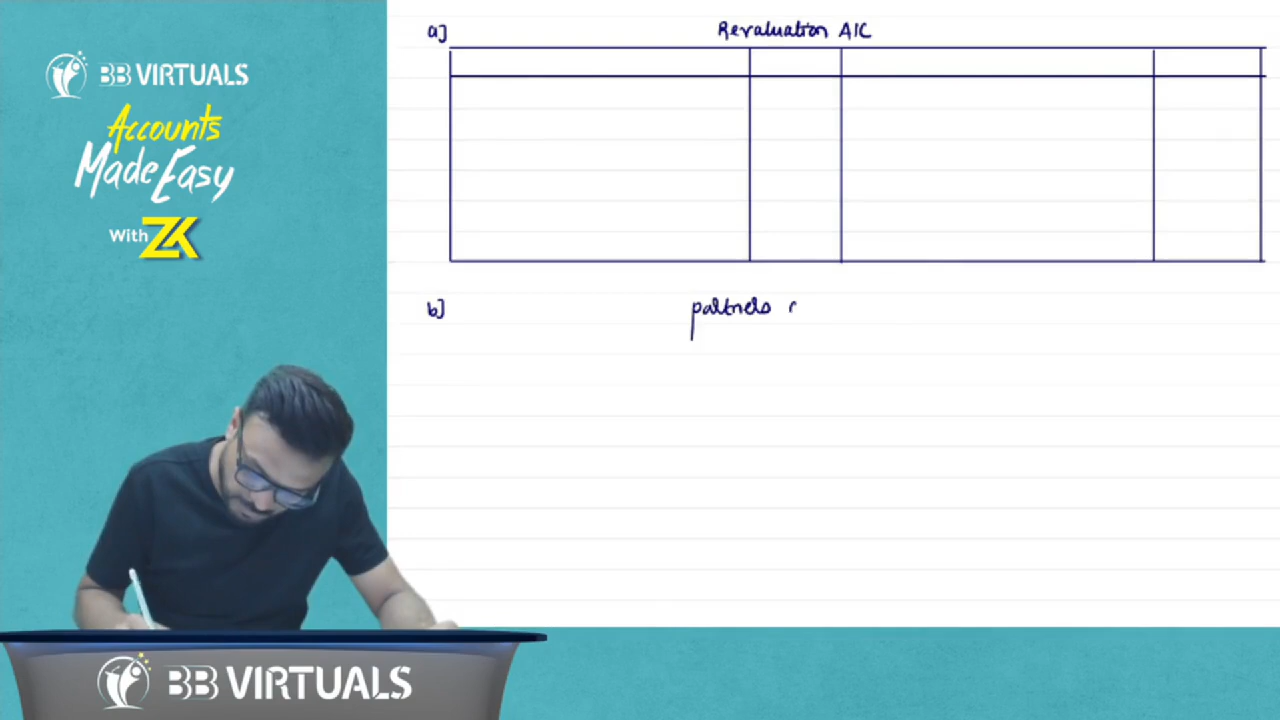 BB VIRTUALS
Accounts
Made Easy
With ZK
a] Revaluation A/C
b] partners
BB VIRTUALS